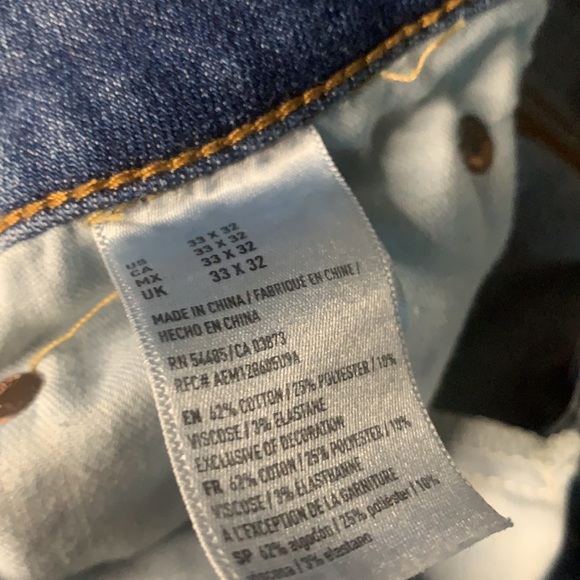 US 33 X 32
CA 33 X 32
MX 33 X 32
UK 33 X 32
MADE IN CHINA / FABRIQUÉ EN CHINE /
HECHO EN CHINA
RN 54485/CA 03873
RFC#
EN 62% COTTON / 25% POLYESTER / 10%
VISCOSE / 3% ELASTANE
EXCLUSIVE OF DECORATION
FR 62% COTON / 25% POLYESTER / 10%
VISCOSE / 3% ÉLASTHANNE
À L'EXCEPTION DE LA GARNITURE
SP 62% algodón / 25% poliéster / 10%
viscosa / 3% elastano